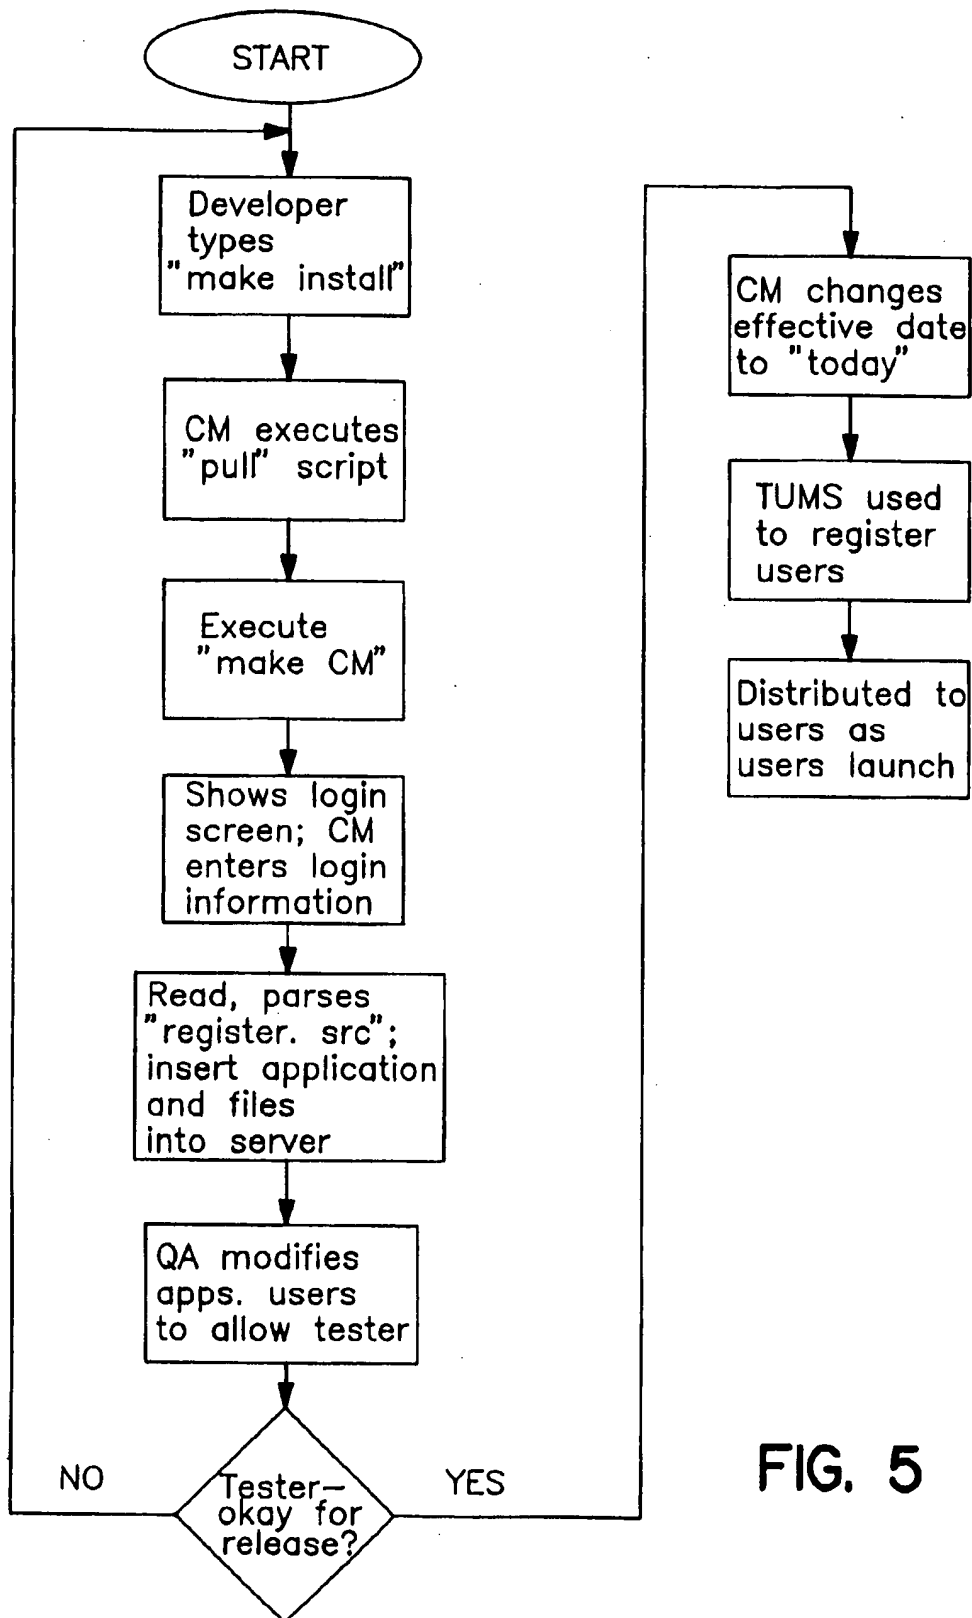 START
Developer
types
"make install"
CM executes
"pull" script
Execute
"make CM"
Shows login
screen; CM
enters login
information
Read, parses
"register. src";
insert application
and files
into server
QA modifies
apps. users
to allow tester
Tester—
okay for
release?
NO
YES
CM changes
effective date
to "today"
TUMS used
to register
users
Distributed to
users as
users launch
FIG. 5